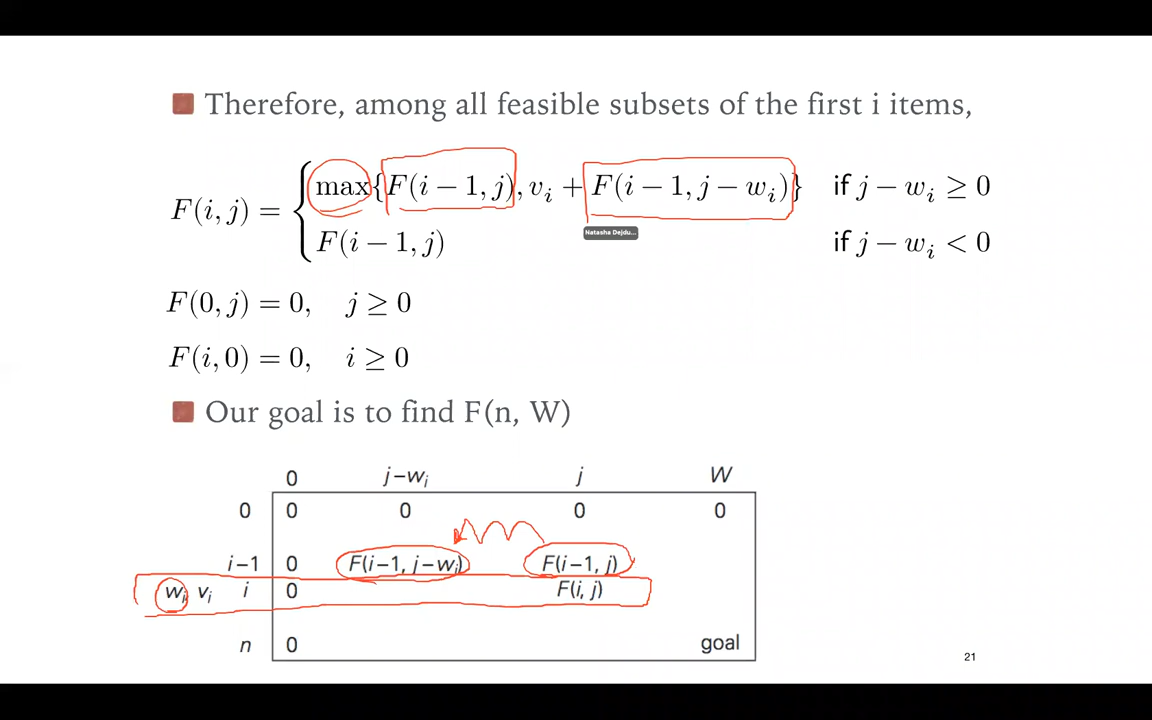 Therefore, among all feasible subsets of the first i items,
F(i, j) = { max{F(i − 1, j), v_i + F(i − 1, j − w_i)} if j − w_i ≥ 0
F(i − 1, j) if j − w_i < 0
Natasha Dejdu...
F(0, j) = 0, j ≥ 0
F(i, 0) = 0, i ≥ 0
Our goal is to find F(n, W)
0 j−w_i j W
0 0 0 0 0
i−1 0 F(i−1, j−w_i) F(i−1, j)
w_i v_i i 0 F(i, j)
n 0 goal
21